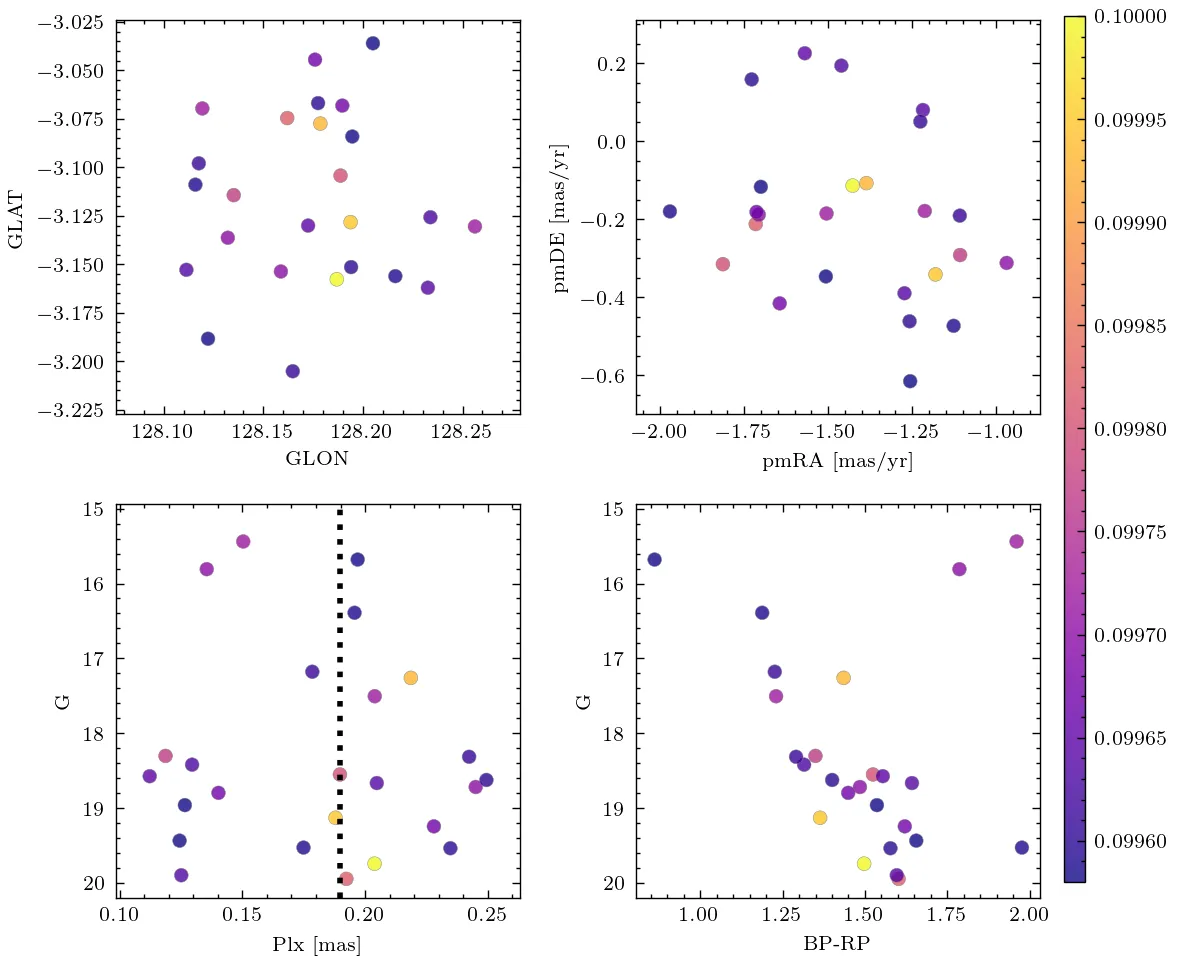 −3.025
−3.050
−3.075
−3.100
−3.125
−3.150
−3.175
−3.200
−3.225
GLAT
128.10 128.15 128.20 128.25
GLON
0.2
0.0
−0.2
−0.4
−0.6
pmDE [mas/yr]
−2.00 −1.75 −1.50 −1.25 −1.00
pmRA [mas/yr]
15
16
17
18
19
20
G
0.10 0.15 0.20 0.25
Plx [mas]
15
16
17
18
19
20
G
1.00 1.25 1.50 1.75 2.00
BP-RP
0.10000
0.09995
0.09990
0.09985
0.09980
0.09975
0.09970
0.09965
0.09960